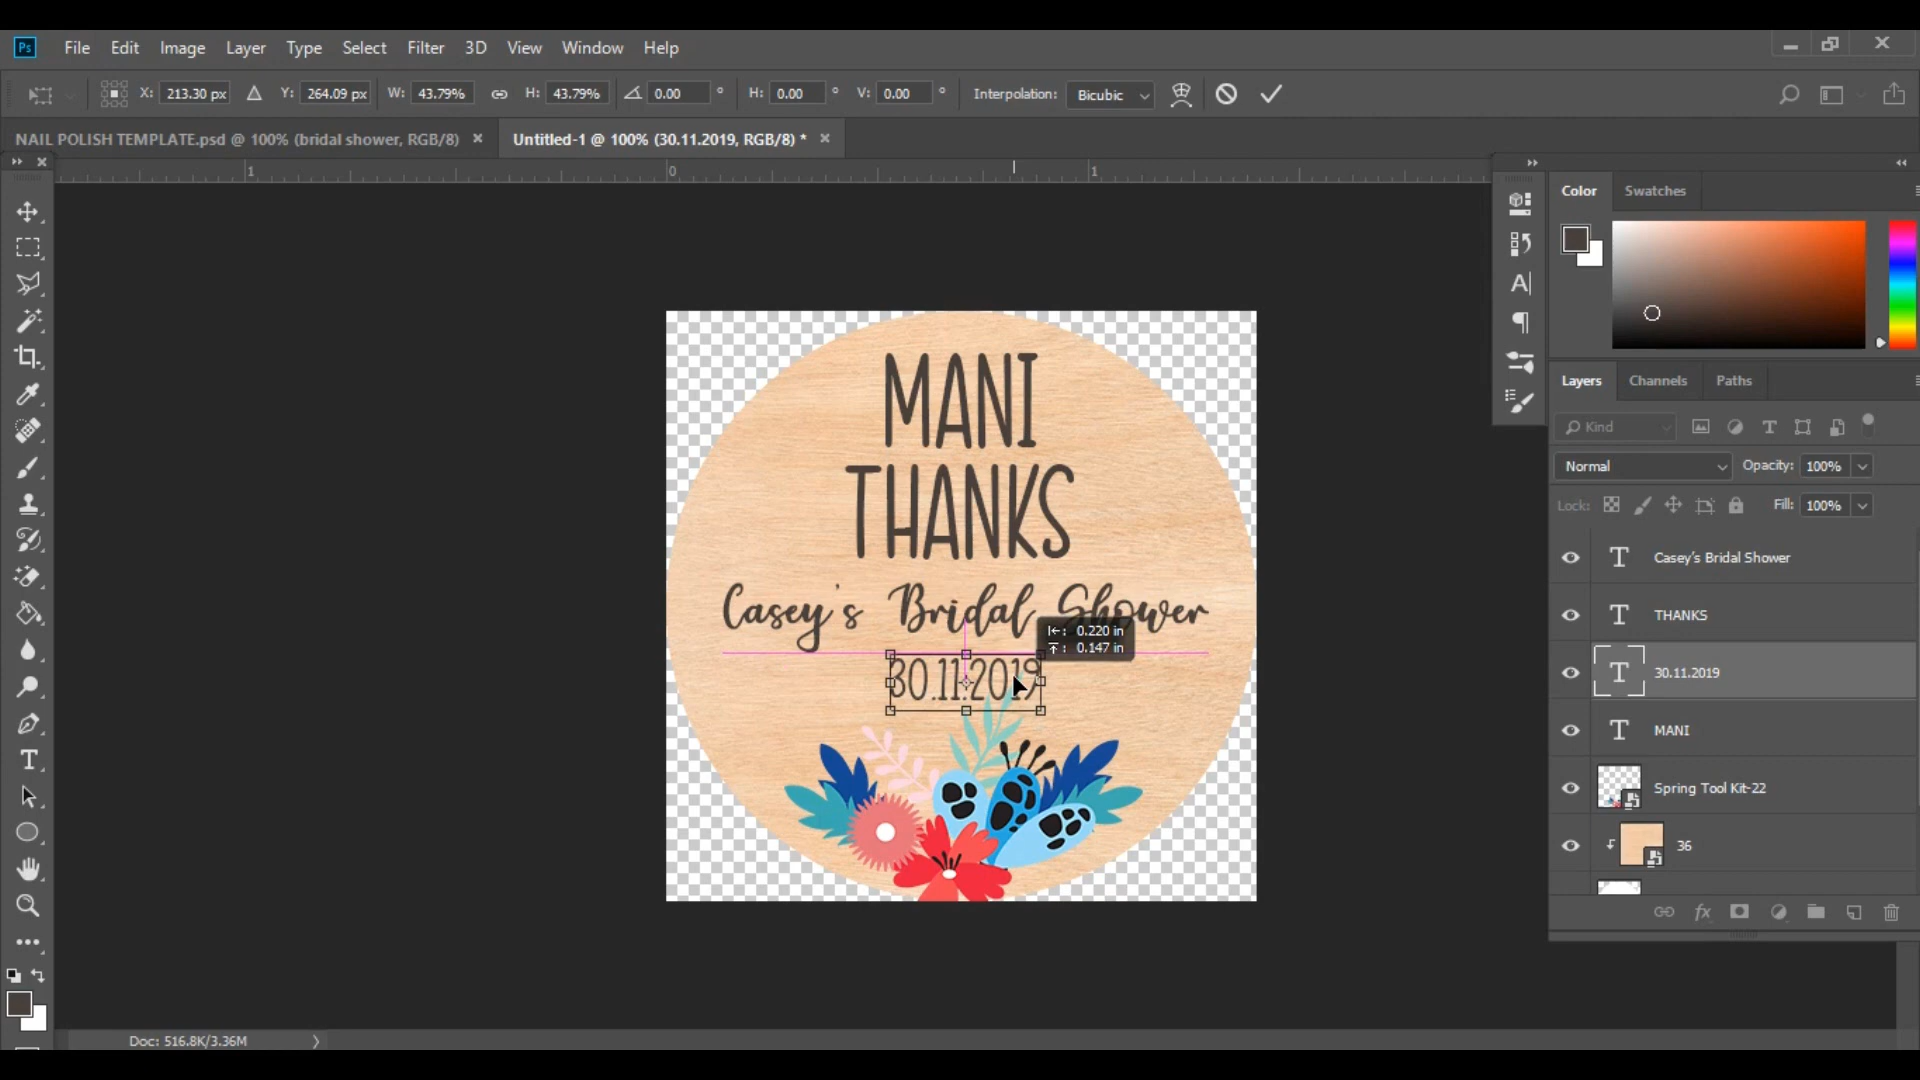 Ps File Edit Image Layer Type Select Filter 3D View Window Help
X: 213.30 px Y: 264.09 px W: 43.79% H: 43.79% 0.00 ° H: 0.00 ° V: 0.00 ° Interpolation: Bicubic
NAIL POLISH TEMPLATE.psd @ 100% (bridal shower, RGB/8) × Untitled-1 @ 100% (30.11.2019, RGB/8) * ×
1 0 1
MANI
THANKS
Casey's Bridal Shower
0.220 in
0.147 in
30.11.2019
Color Swatches
Layers Channels Paths
Kind
Normal Opacity: 100%
Lock: Fill: 100%
T Casey's Bridal Shower
T THANKS
T 30.11.2019
T MANI
Spring Tool Kit-22
36
fx
Doc: 516.8K/3.36M